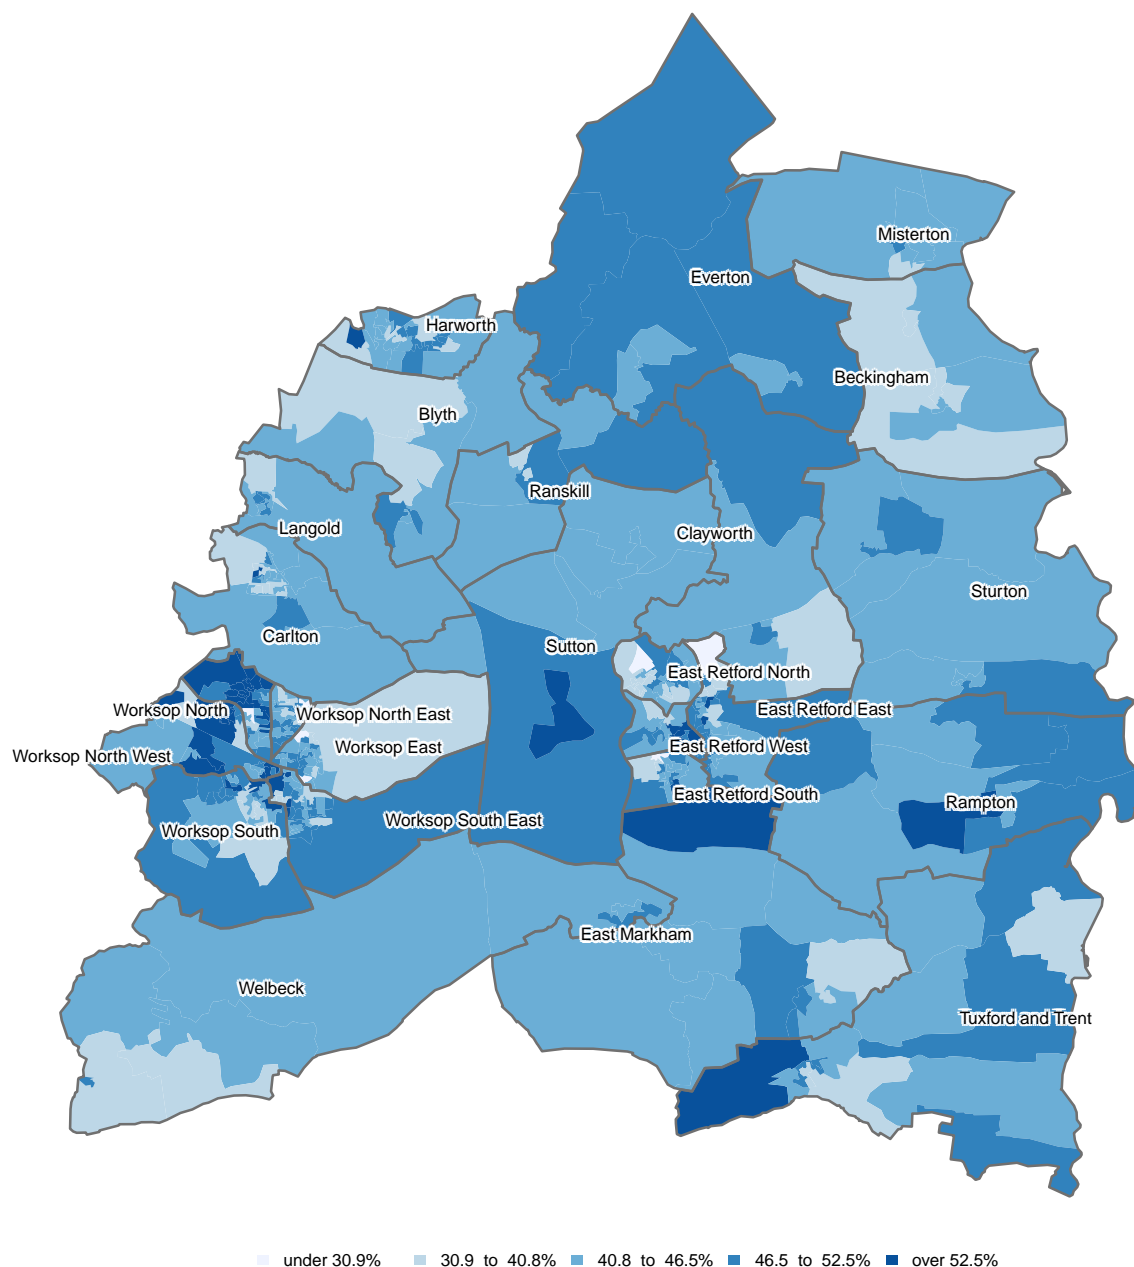 Misterton
Everton
Harworth
Beckingham
Blyth
Ranskill
Langold
Clayworth
Sturton
Carlton
Sutton
East Retford North
Worksop North
Worksop North East
East Retford East
Worksop East
East Retford West
Worksop North West
East Retford South
Rampton
Worksop South East
Worksop South
East Markham
Welbeck
Tuxford and Trent
under 30.9%
30.9 to 40.8%
40.8 to 46.5%
46.5 to 52.5%
over 52.5%